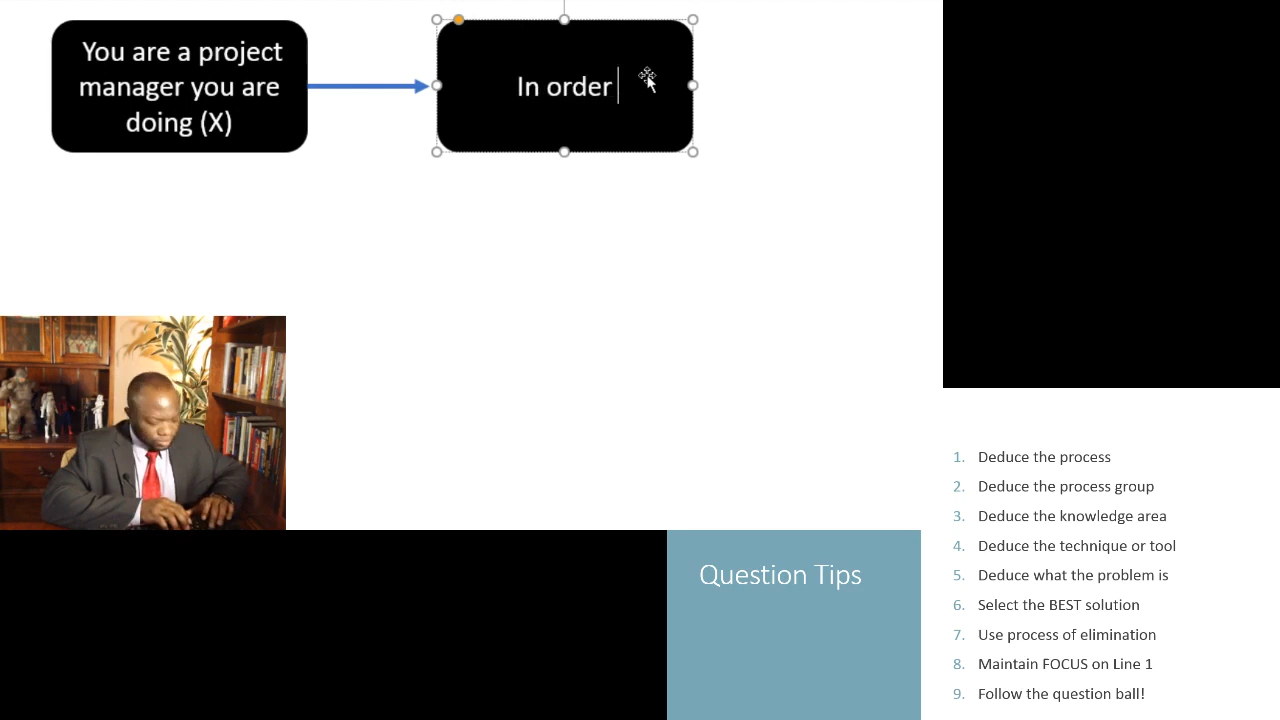 You are a project
manager you are
doing (X)
In order
Question Tips
1. Deduce the process
2. Deduce the process group
3. Deduce the knowledge area
4. Deduce the technique or tool
5. Deduce what the problem is
6. Select the BEST solution
7. Use process of elimination
8. Maintain FOCUS on Line 1
9. Follow the question ball!